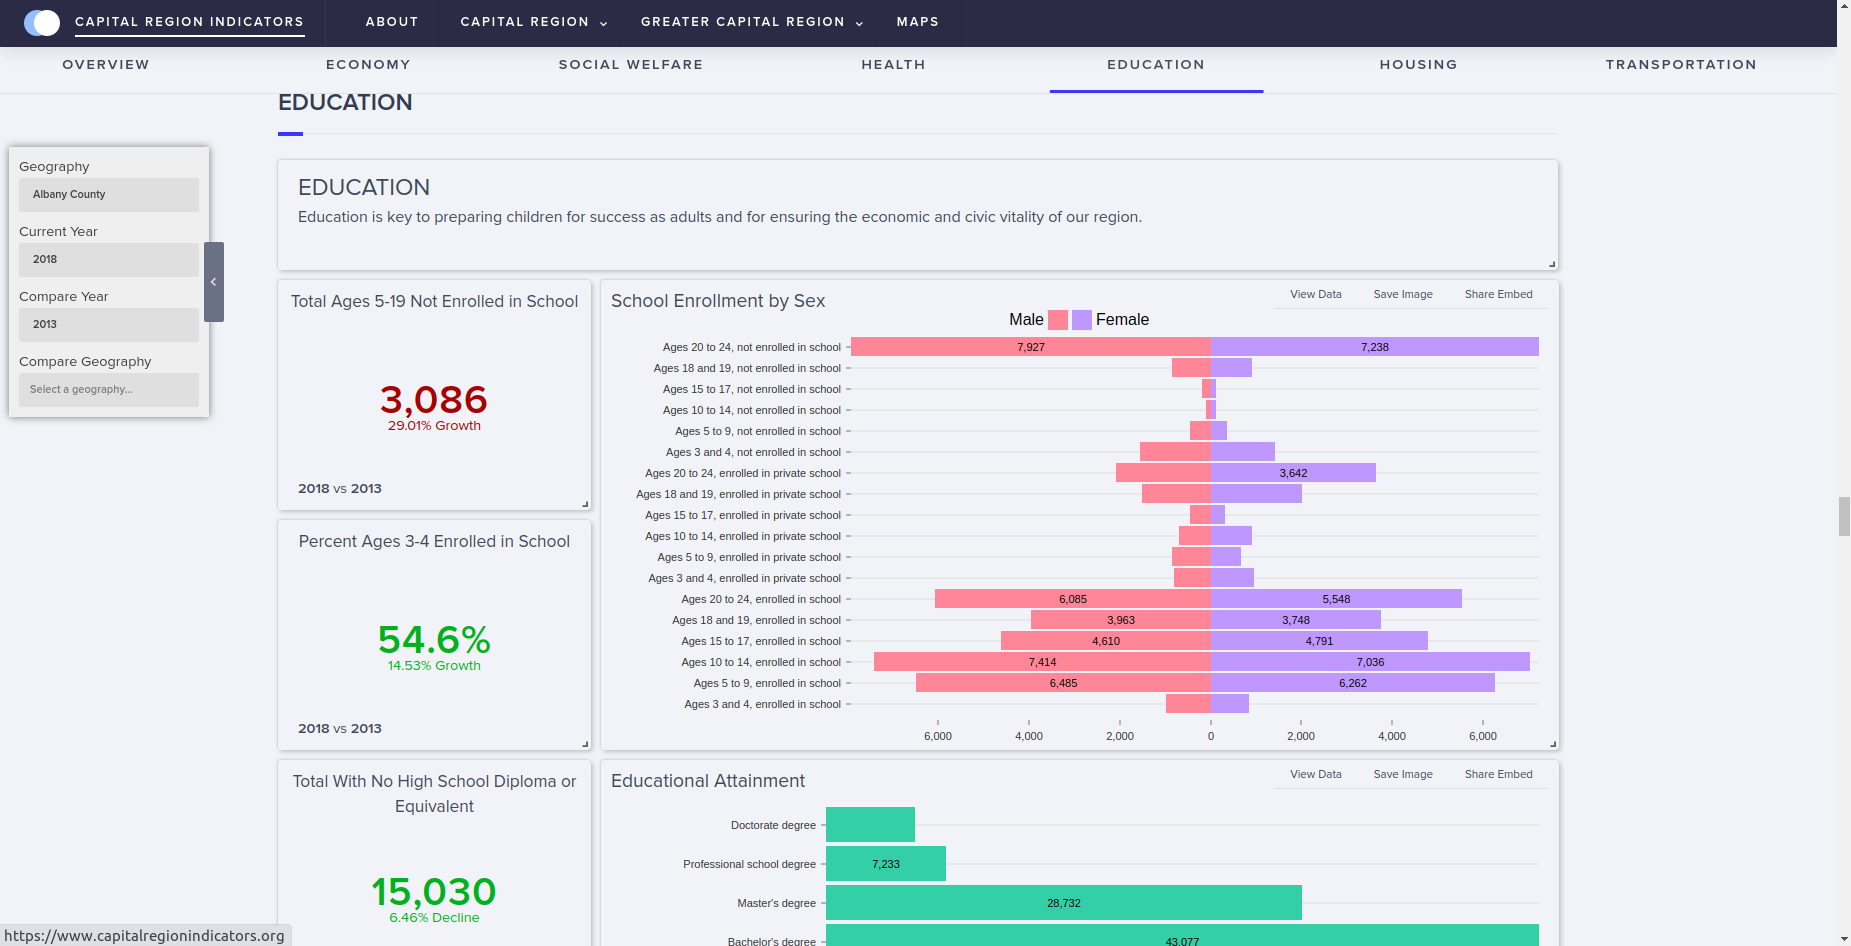 CAPITAL REGION INDICATORS
ABOUT
CAPITAL REGION
GREATER CAPITAL REGION
MAPS
OVERVIEW
ECONOMY
SOCIAL WELFARE
HEALTH
EDUCATION
HOUSING
TRANSPORTATION
EDUCATION
Geography
Albany County
Current Year
2018
Compare Year
2013
Compare Geography
Select a geography...
EDUCATION
Education is key to preparing children for success as adults and for ensuring the economic and civic vitality of our region.
Total Ages 5-19 Not Enrolled in School
3,086
29.01% Growth
2018 vs 2013
School Enrollment by Sex
View Data
Save Image
Share Embed
Male
Female
Ages 20 to 24, not enrolled in school 7,927 7,238
Ages 18 and 19, not enrolled in school
Ages 15 to 17, not enrolled in school
Ages 10 to 14, not enrolled in school
Ages 5 to 9, not enrolled in school
Ages 3 and 4, not enrolled in school
Ages 20 to 24, enrolled in private school 3,642
Ages 18 and 19, enrolled in private school
Ages 15 to 17, enrolled in private school
Ages 10 to 14, enrolled in private school
Ages 5 to 9, enrolled in private school
Ages 3 and 4, enrolled in private school
Ages 20 to 24, enrolled in school 6,085 5,548
Ages 18 and 19, enrolled in school 3,963 3,748
Ages 15 to 17, enrolled in school 4,610 4,791
Ages 10 to 14, enrolled in school 7,414 7,036
Ages 5 to 9, enrolled in school 6,485 6,262
Ages 3 and 4, enrolled in school
6,000 4,000 2,000 0 2,000 4,000 6,000
Percent Ages 3-4 Enrolled in School
54.6%
14.53% Growth
2018 vs 2013
Total With No High School Diploma or
Equivalent
15,030
6.46% Decline
Educational Attainment
View Data
Save Image
Share Embed
Doctorate degree
Professional school degree 7,233
Master's degree 28,732
Bachelor's degree 43,077
https://www.capitalregionindicators.org